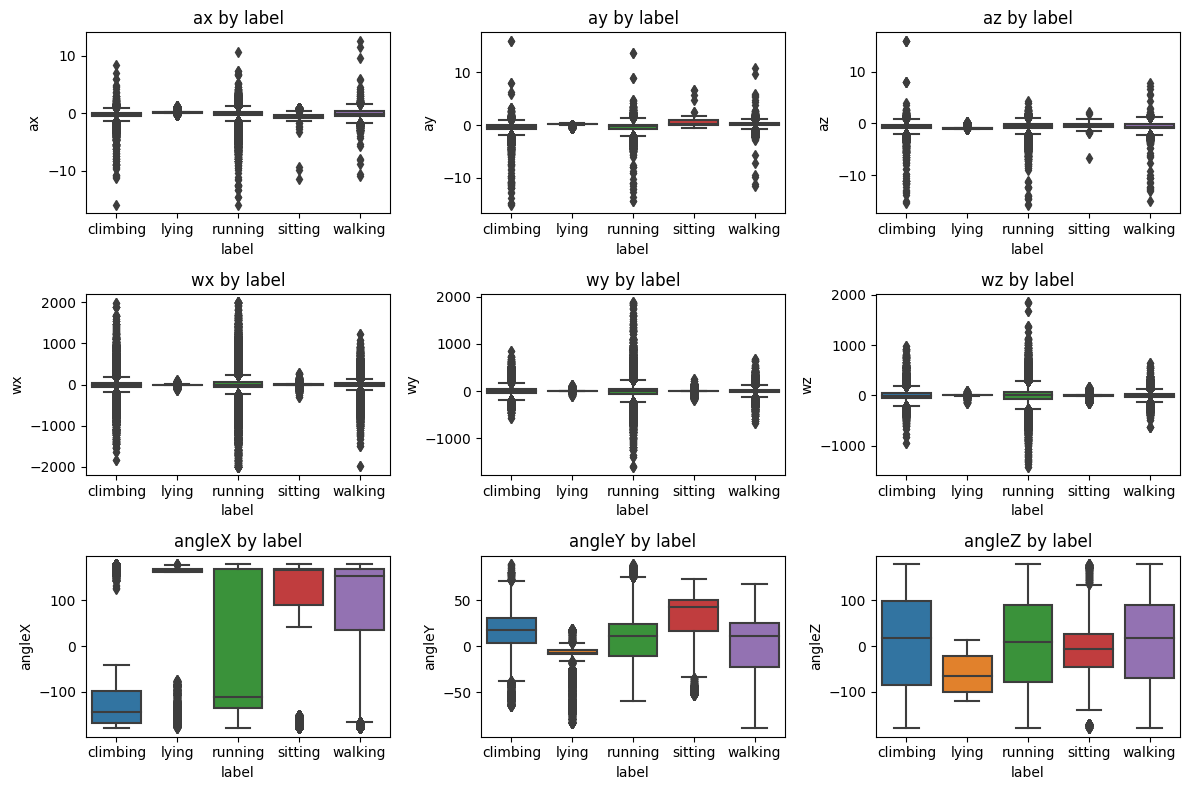 ax by label
ay by label
az by label
10
0
−10
ax
climbing lying running sitting walking
label
10
0
−10
ay
climbing lying running sitting walking
label
10
0
−10
az
climbing lying running sitting walking
label
wx by label
wy by label
wz by label
2000
1000
0
−1000
−2000
wx
climbing lying running sitting walking
label
2000
1000
0
−1000
wy
climbing lying running sitting walking
label
2000
1000
0
−1000
wz
climbing lying running sitting walking
label
angleX by label
angleY by label
angleZ by label
100
0
−100
angleX
climbing lying running sitting walking
label
50
0
−50
angleY
climbing lying running sitting walking
label
100
0
−100
angleZ
climbing lying running sitting walking
label